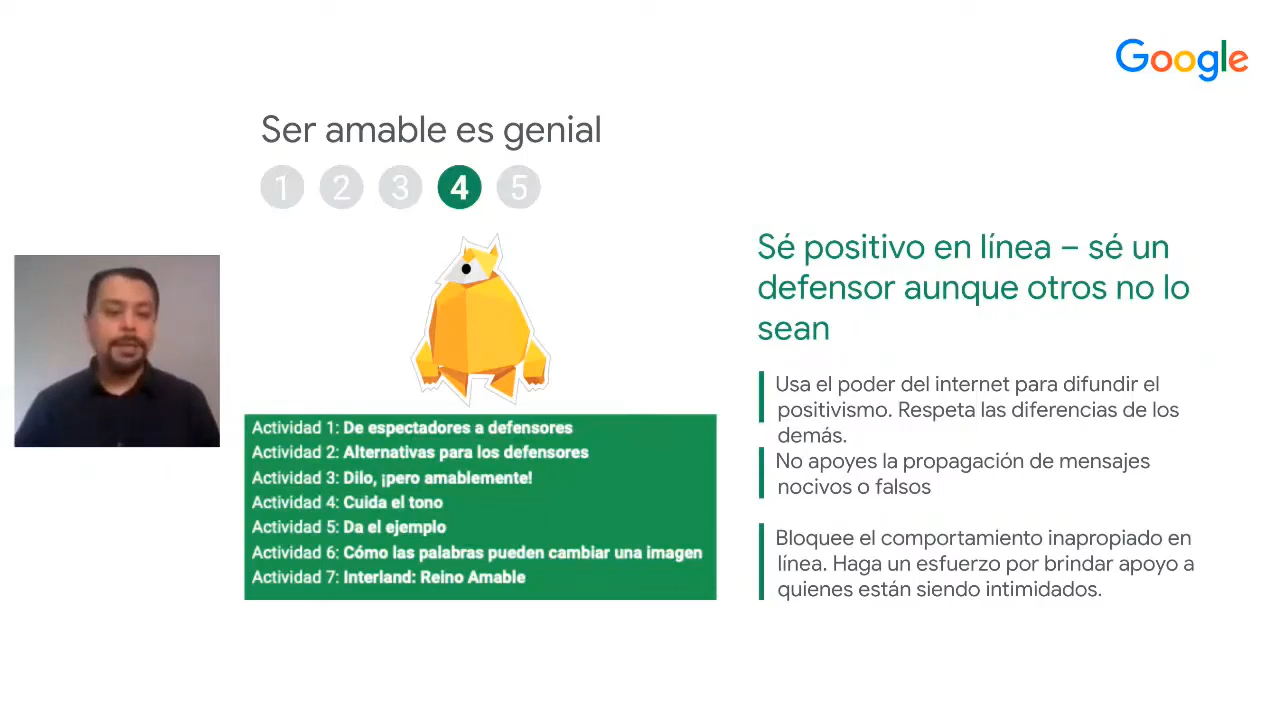 Google
Ser amable es genial
1 2 3 4 5
Sé positivo en línea – sé un
defensor aunque otros no lo
sean
Usa el poder del internet para difundir el
positivismo. Respeta las diferencias de los
demás.
No apoyes la propagación de mensajes
nocivos o falsos
Bloquee el comportamiento inapropiado en
línea. Haga un esfuerzo por brindar apoyo a
quienes están siendo intimidados.
Actividad 1: De espectadores a defensores
Actividad 2: Alternativas para los defensores
Actividad 3: Dilo, ¡pero amablemente!
Actividad 4: Cuida el tono
Actividad 5: Da el ejemplo
Actividad 6: Cómo las palabras pueden cambiar una imagen
Actividad 7: Interland: Reino Amable